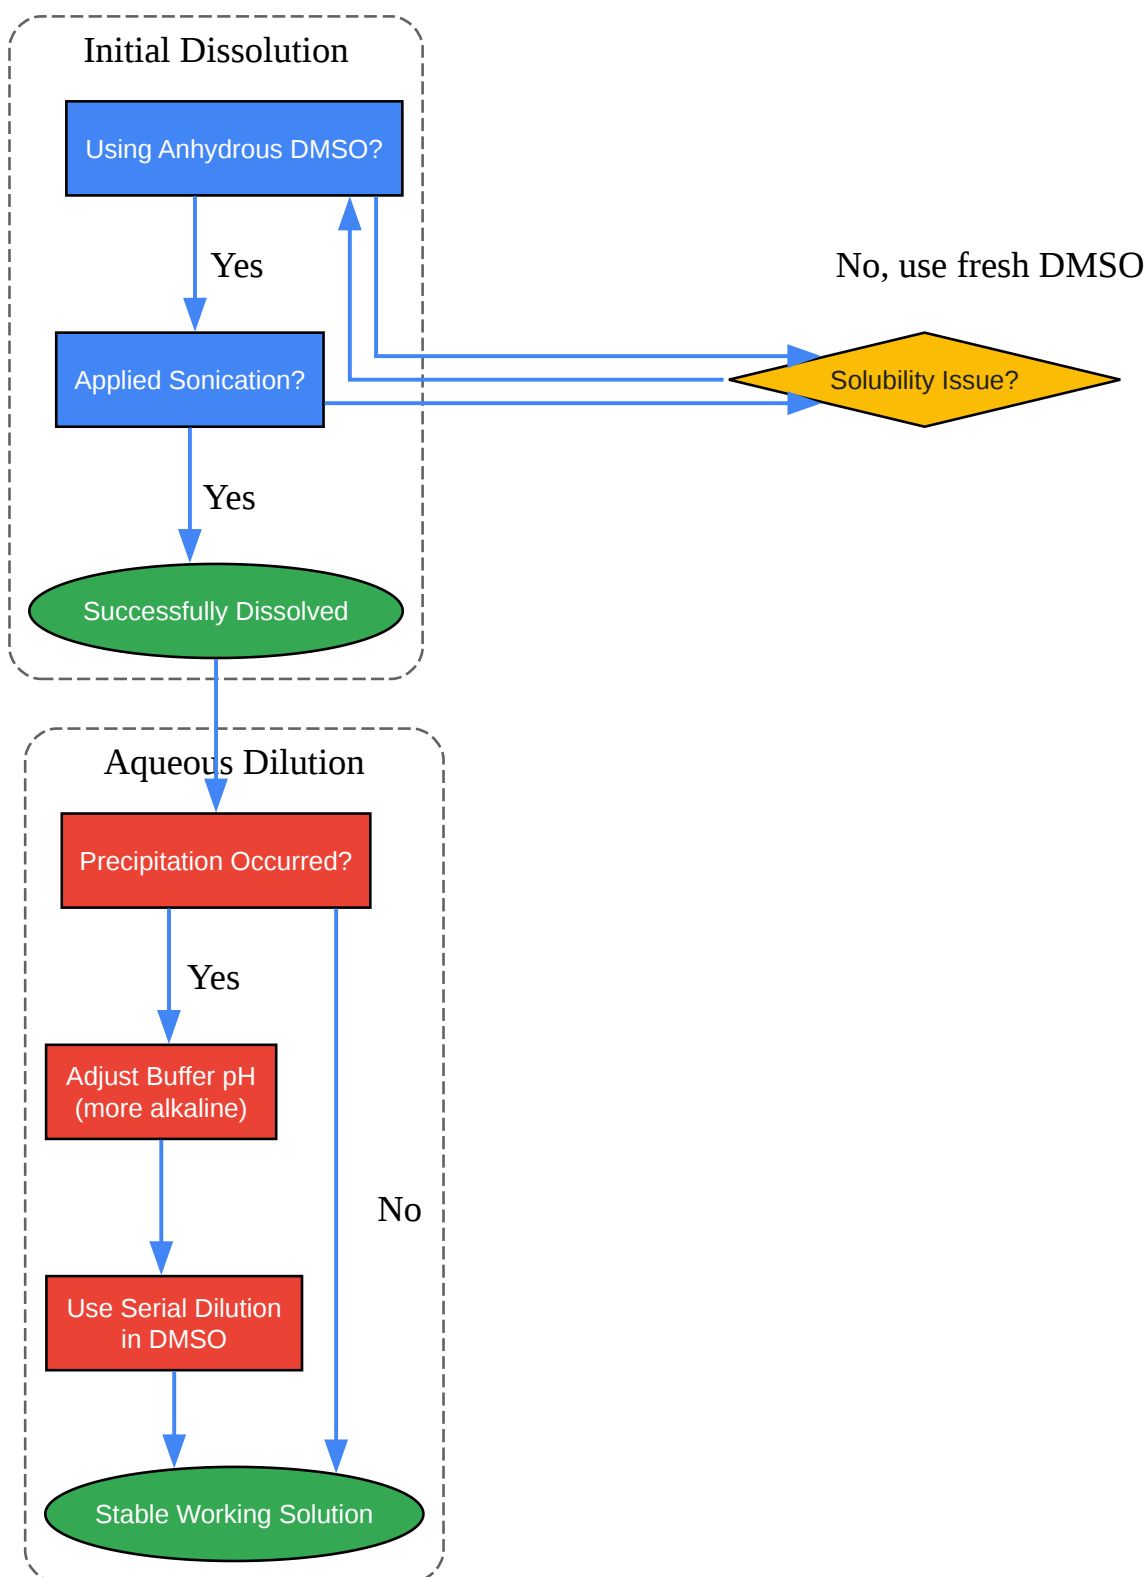 Initial Dissolution
Using Anhydrous DMSO?
Yes
No, use fresh DMSO
Applied Sonication?
Solubility Issue?
Yes
Successfully Dissolved
Aqueous Dilution
Precipitation Occurred?
Yes
Adjust Buffer pH
(more alkaline)
No
Use Serial Dilution
in DMSO
Stable Working Solution